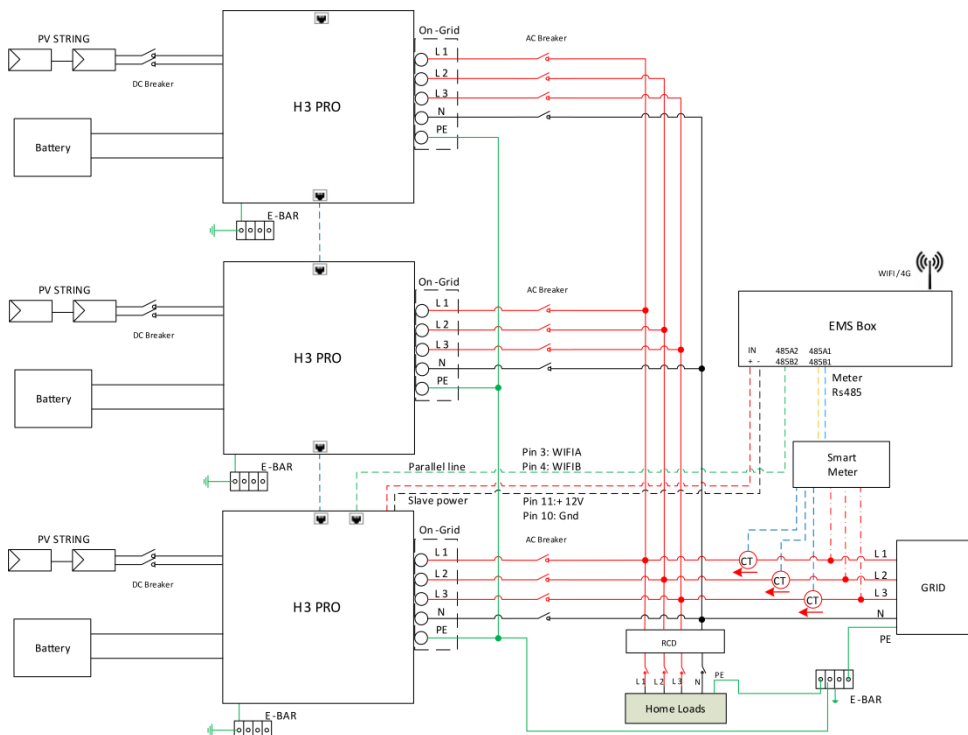 On -Grid
PV STRING
DC Breaker
H3 PRO
L 1
L 2
L 3
N
PE
AC Breaker
Battery
E-BAR
WIFI / 4G
PV STRING
DC Breaker
H3 PRO
On -Grid
L 1
L 2
L 3
N
PE
AC Breaker
Battery
E-BAR
EMS Box
IN
+ -
485A2
485B2
485A1
485B1
Meter
Rs485
Smart
Meter
Parallel line
Pin 3: WIFIA
Pin 4: WIFIB
Slave power
Pin 11:+ 12V
Pin 10: Gnd
PV STRING
DC Breaker
H3 PRO
On -Grid
L 1
L 2
L 3
N
PE
AC Breaker
Battery
E-BAR
CT
CT
CT
L 1
L 2
L 3
N
PE
GRID
RCD
L 1
L 2
L 3
N
PE
Home Loads
E-BAR